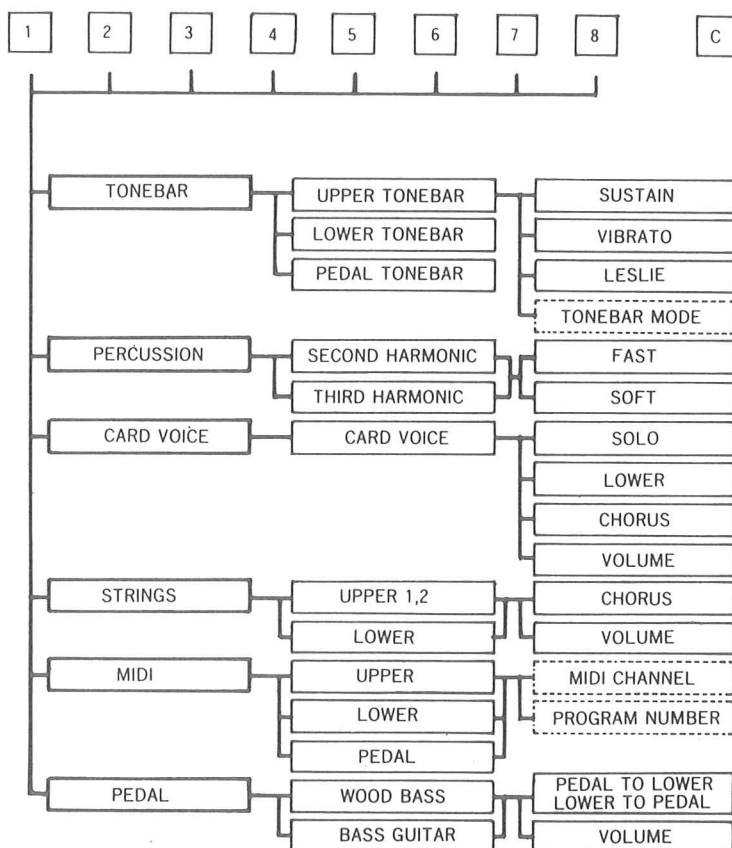 1 2 3 4 5 6 7 8 C
TONEBAR UPPER TONEBAR SUSTAIN
LOWER TONEBAR VIBRATO
PEDAL TONEBAR LESLIE
TONEBAR MODE
PERCUSSION SECOND HARMONIC FAST
THIRD HARMONIC SOFT
CARD VOICE CARD VOICE SOLO
LOWER
CHORUS
VOLUME
STRINGS UPPER 1,2 CHORUS
LOWER VOLUME
MIDI UPPER MIDI CHANNEL
LOWER PROGRAM NUMBER
PEDAL
PEDAL WOOD BASS PEDAL TO LOWER
LOWER TO PEDAL
BASS GUITAR VOLUME